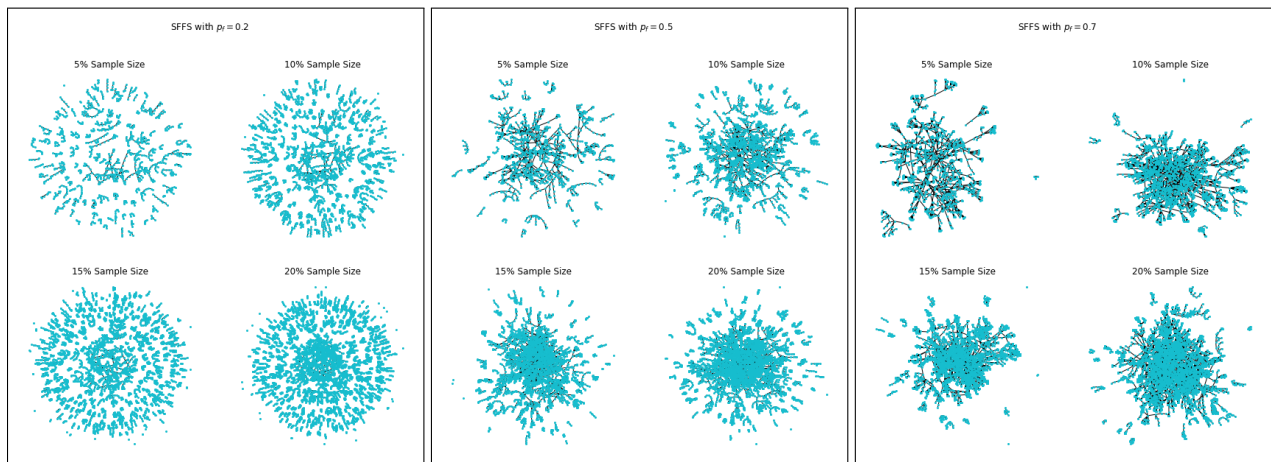 SFFS with p_f = 0.2
5% Sample Size
10% Sample Size
15% Sample Size
20% Sample Size
SFFS with p_f = 0.5
5% Sample Size
10% Sample Size
15% Sample Size
20% Sample Size
SFFS with p_f = 0.7
5% Sample Size
10% Sample Size
15% Sample Size
20% Sample Size